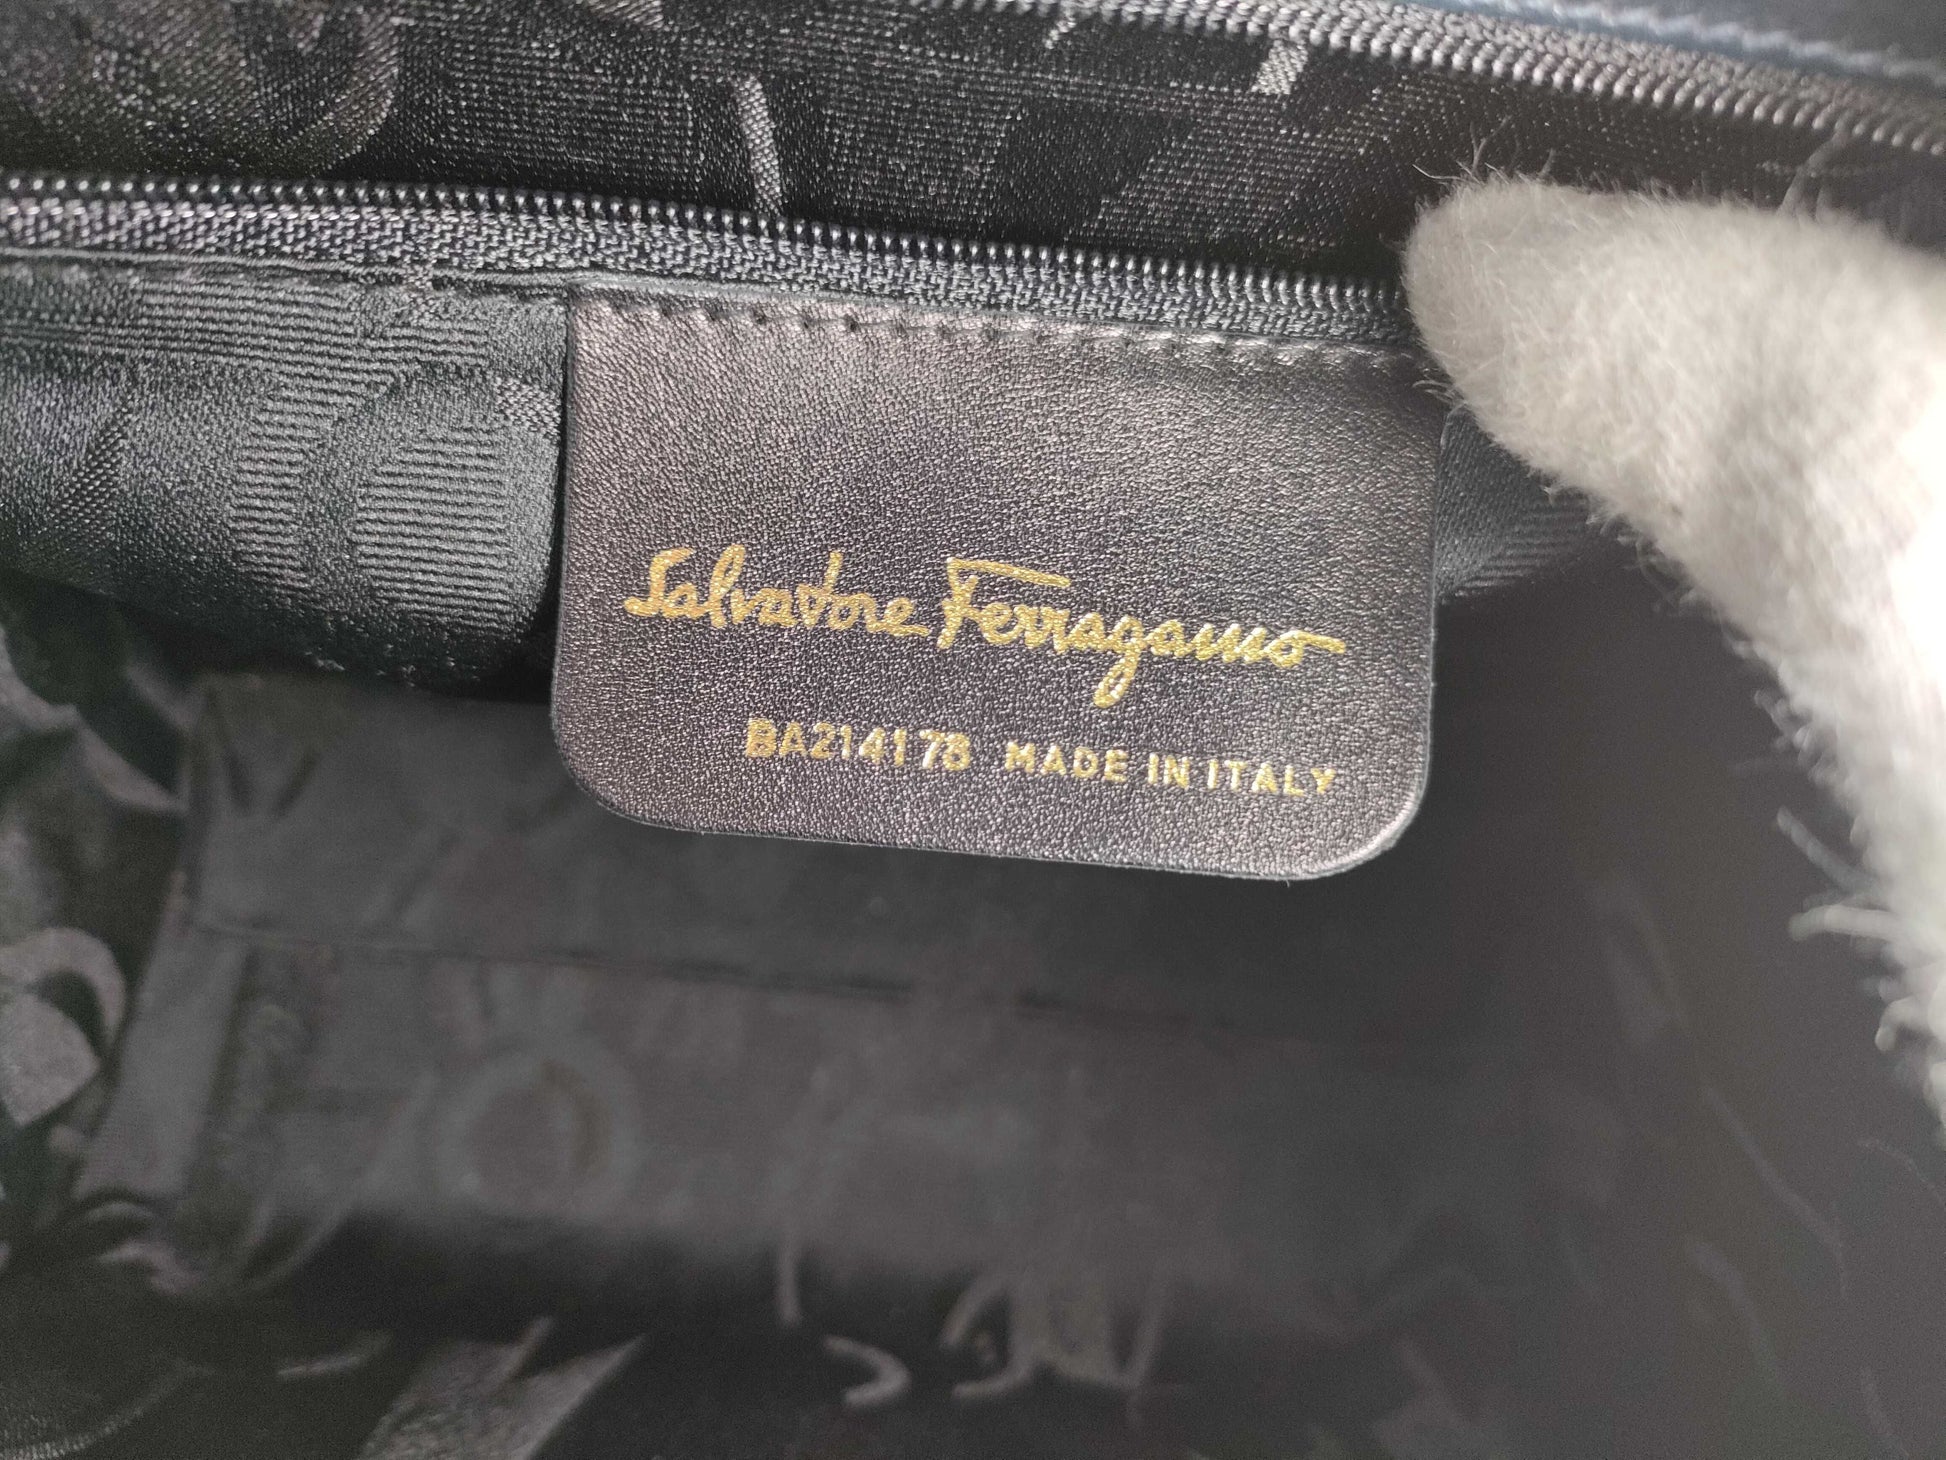 Salvatore Ferragamo
BA214178 MADE IN ITALY